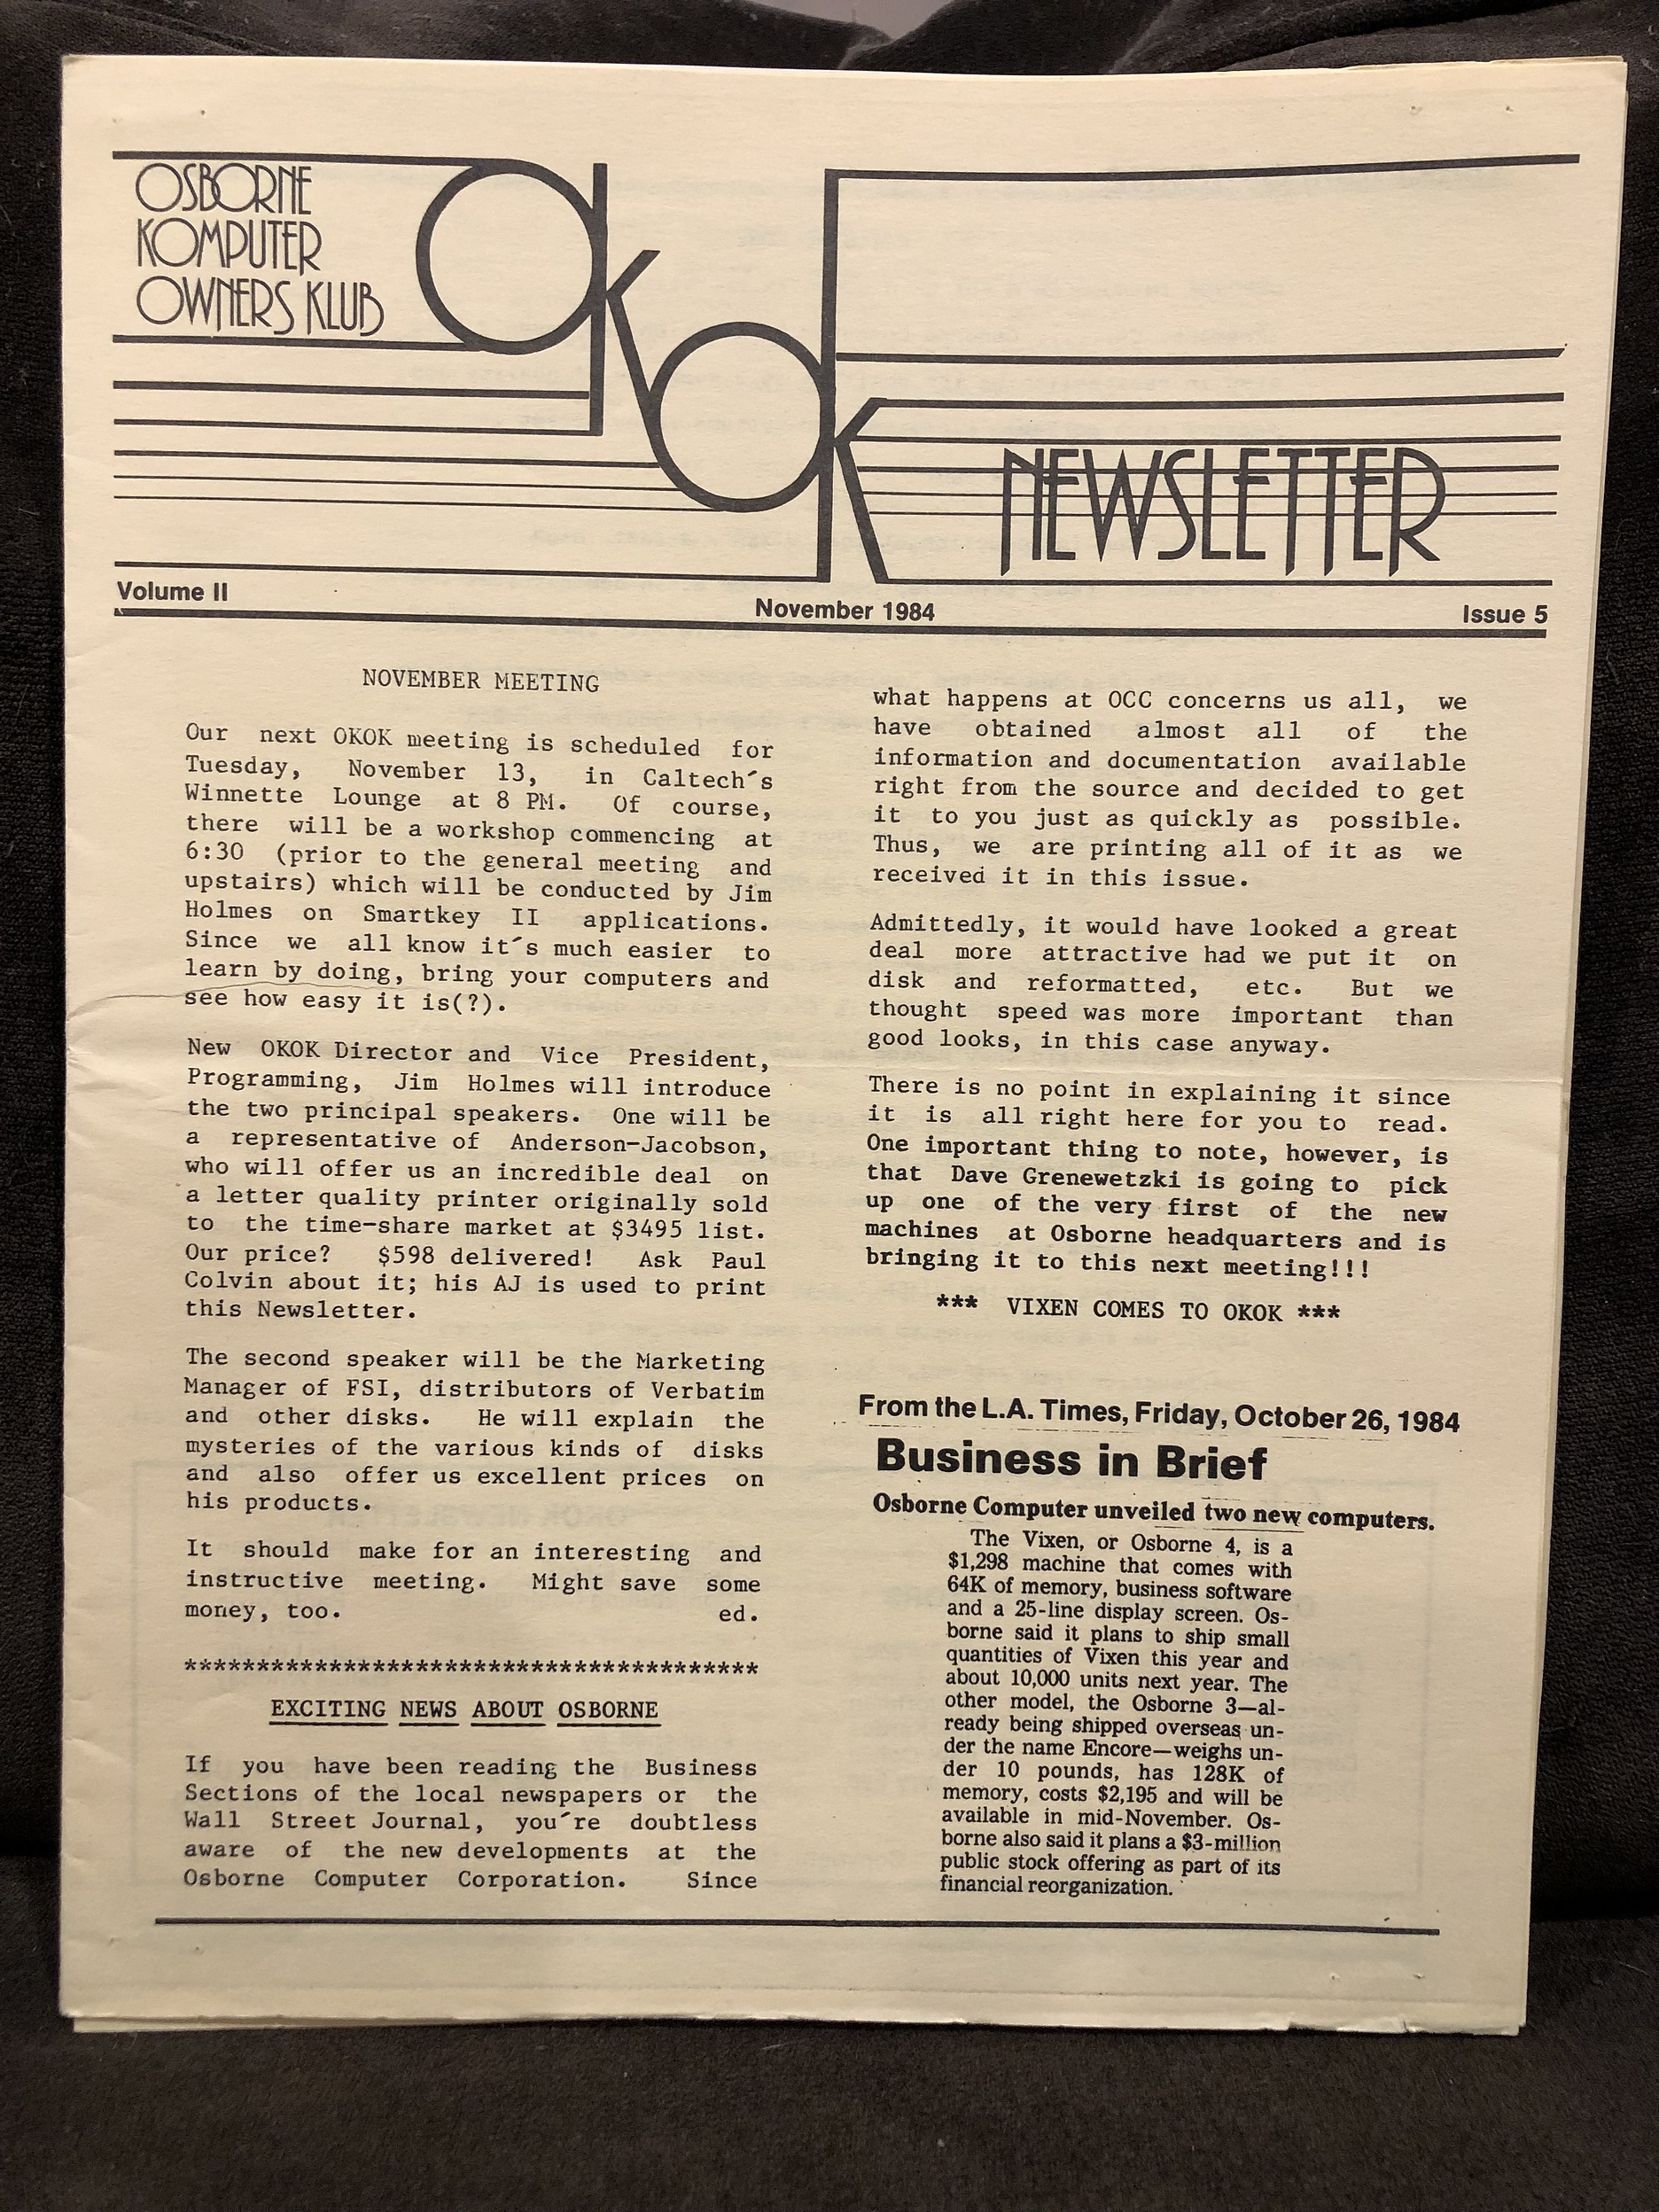 OSBORNE
KOMPUTER
OWNERS KLUB
okok
NEWSLETTER
Volume II
November 1984
Issue 5
NOVEMBER MEETING
Our next OKOK meeting is scheduled for
Tuesday, November 13, in Caltech´s
Winnette Lounge at 8 PM. Of course,
there will be a workshop commencing at
6:30 (prior to the general meeting and
upstairs) which will be conducted by Jim
Holmes on Smartkey II applications.
Since we all know it´s much easier to
learn by doing, bring your computers and
see how easy it is(?).
New OKOK Director and Vice President,
Programming, Jim Holmes will introduce
the two principal speakers. One will be
a representative of Anderson-Jacobson,
who will offer us an incredible deal on
a letter quality printer originally sold
to the time-share market at $3495 list.
Our price? $598 delivered! Ask Paul
Colvin about it; his AJ is used to print
this Newsletter.
The second speaker will be the Marketing
Manager of FSI, distributors of Verbatim
and other disks. He will explain the
mysteries of the various kinds of disks
and also offer us excellent prices on
his products.
It should make for an interesting and
instructive meeting. Might save some
money, too. ed.
****************************************
EXCITING NEWS ABOUT OSBORNE
If you have been reading the Business
Sections of the local newspapers or the
Wall Street Journal, you´re doubtless
aware of the new developments at the
Osborne Computer Corporation. Since
what happens at OCC concerns us all, we
have obtained almost all of the
information and documentation available
right from the source and decided to get
it to you just as quickly as possible.
Thus, we are printing all of it as we
received it in this issue.
Admittedly, it would have looked a great
deal more attractive had we put it on
disk and reformatted, etc. But we
thought speed was more important than
good looks, in this case anyway.
There is no point in explaining it since
it is all right here for you to read.
One important thing to note, however, is
that Dave Grenewetzki is going to pick
up one of the very first of the new
machines at Osborne headquarters and is
bringing it to this next meeting!!!
*** VIXEN COMES TO OKOK ***
From the L.A. Times, Friday, October 26, 1984
Business in Brief
Osborne Computer unveiled two new computers.
The Vixen, or Osborne 4, is a
$1,298 machine that comes with
64K of memory, business software
and a 25-line display screen. Os-
borne said it plans to ship small
quantities of Vixen this year and
about 10,000 units next year. The
other model, the Osborne 3—al-
ready being shipped overseas un-
der the name Encore—weighs un-
der 10 pounds, has 128K of
memory, costs $2,195 and will be
available in mid-November. Os-
borne also said it plans a $3-million
public stock offering as part of its
financial reorganization.